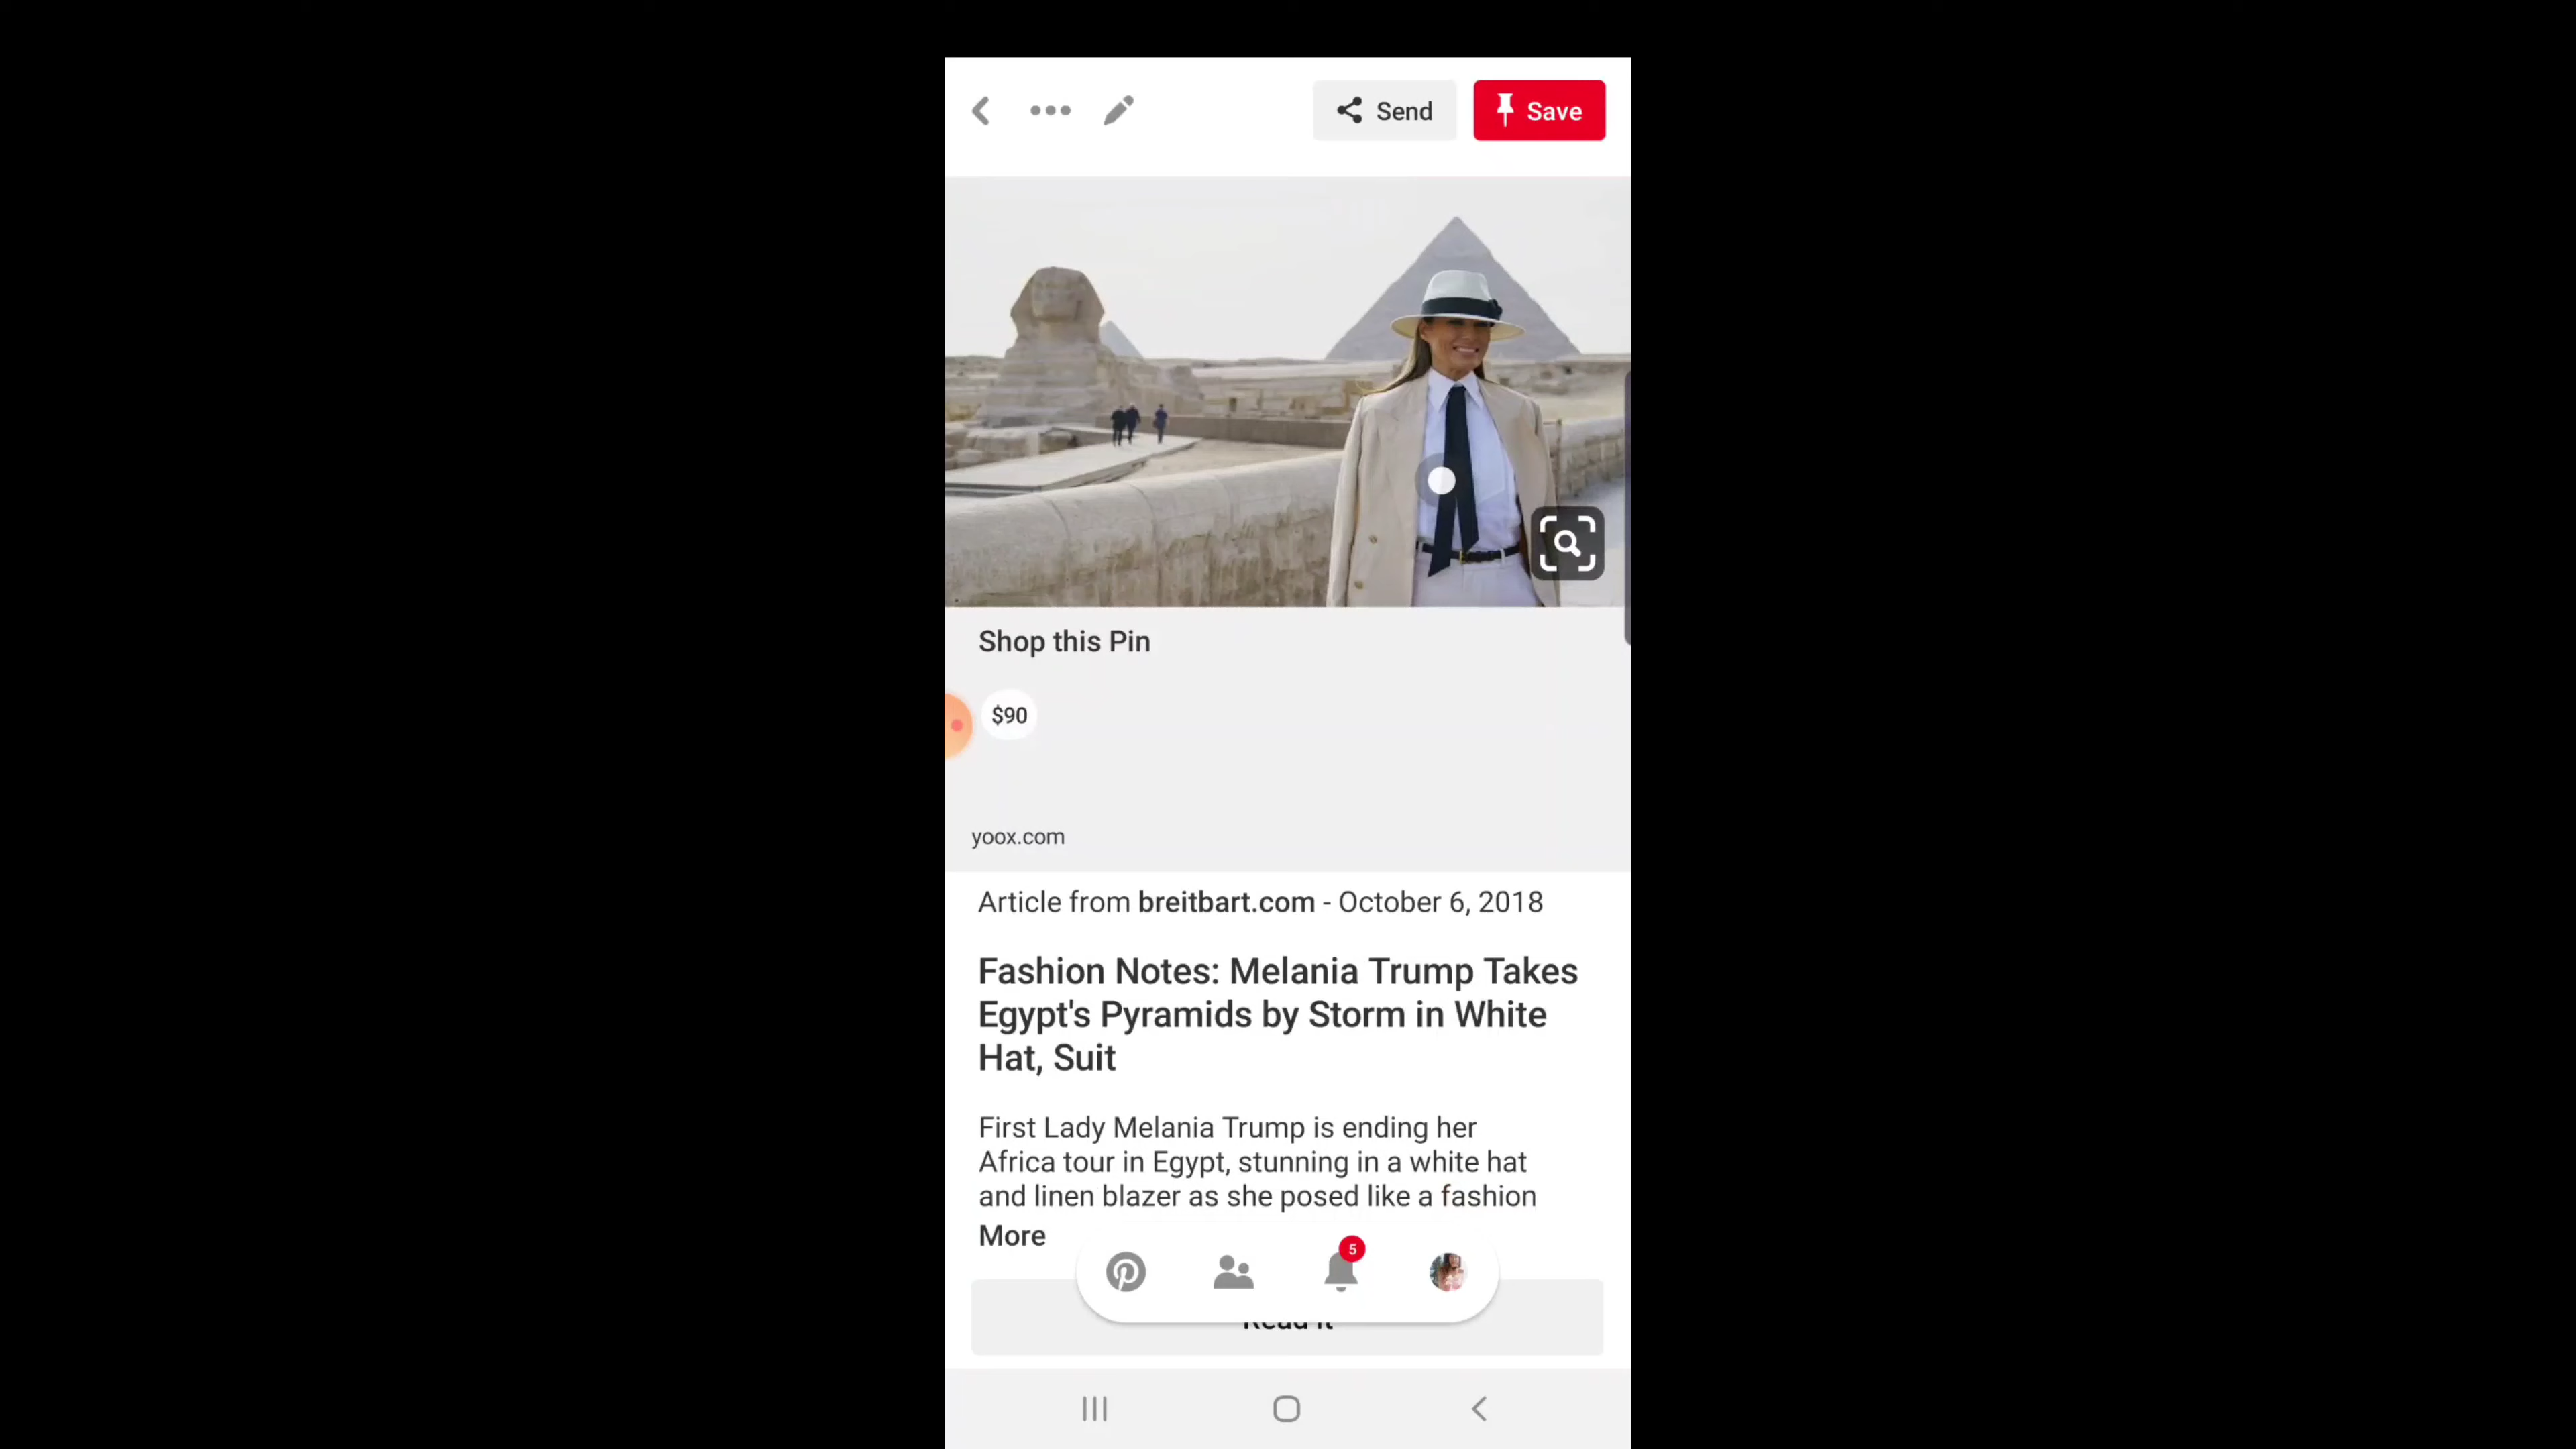 Send
Save
Shop this Pin
$90
yoox.com
Article from breitbart.com - October 6, 2018
Fashion Notes: Melania Trump Takes
Egypt's Pyramids by Storm in White
Hat, Suit
First Lady Melania Trump is ending her
Africa tour in Egypt, stunning in a white hat
and linen blazer as she posed like a fashion
More
5
Read it